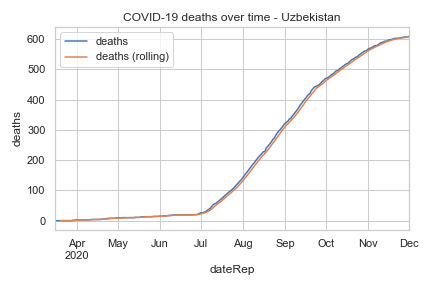 COVID-19 deaths over time - Uzbekistan
deaths
deaths (rolling)
600
500
400
300
200
100
0
deaths
Apr May Jun Jul Aug Sep Oct Nov Dec
2020
dateRep